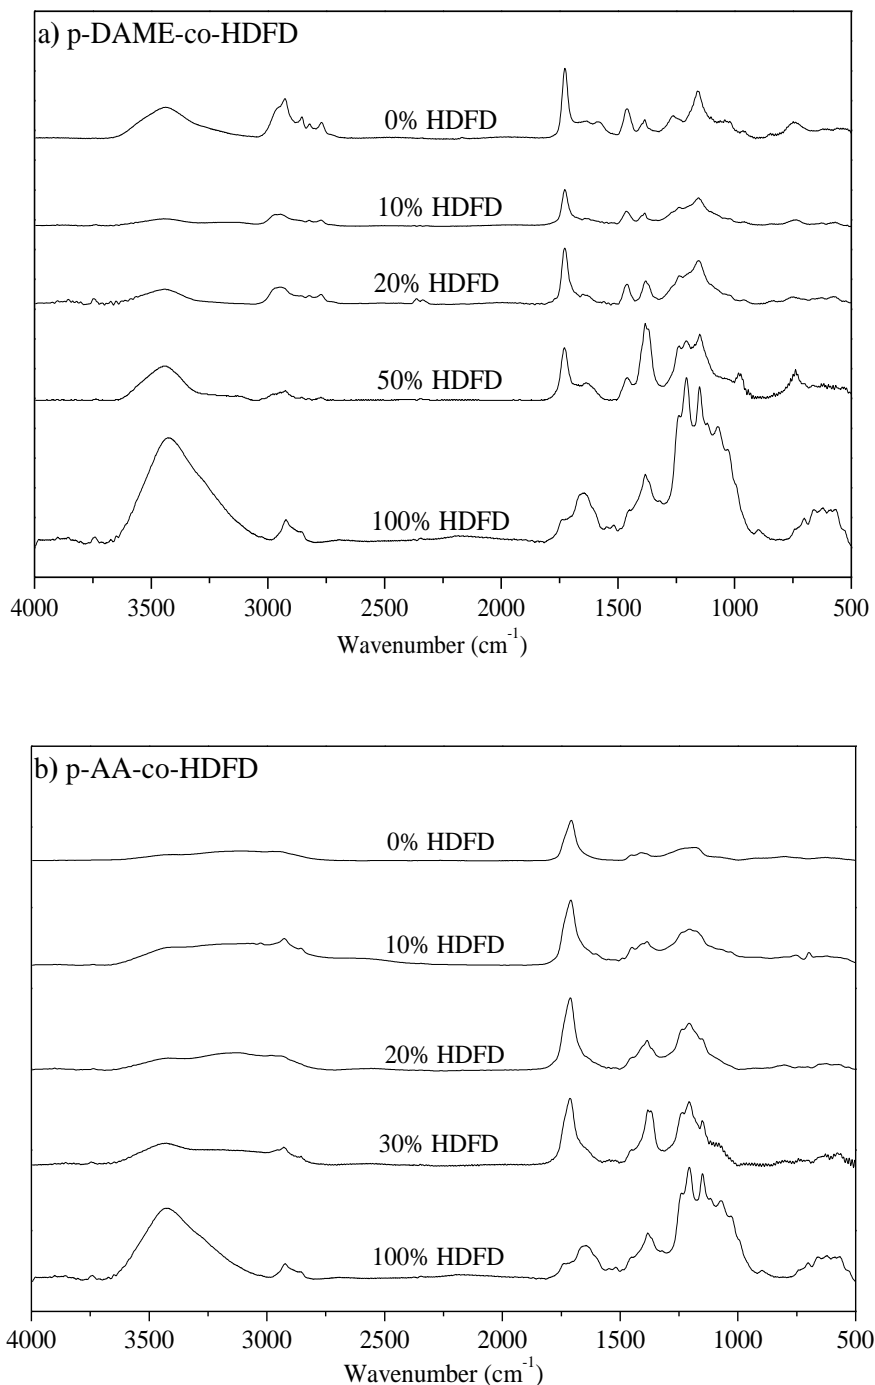 a) p-DAME-co-HDFD
0% HDFD
10% HDFD
20% HDFD
50% HDFD
100% HDFD
4000 3500 3000 2500 2000 1500 1000 500
Wavenumber (cm⁻¹)
b) p-AA-co-HDFD
0% HDFD
10% HDFD
20% HDFD
30% HDFD
100% HDFD
4000 3500 3000 2500 2000 1500 1000 500
Wavenumber (cm⁻¹)